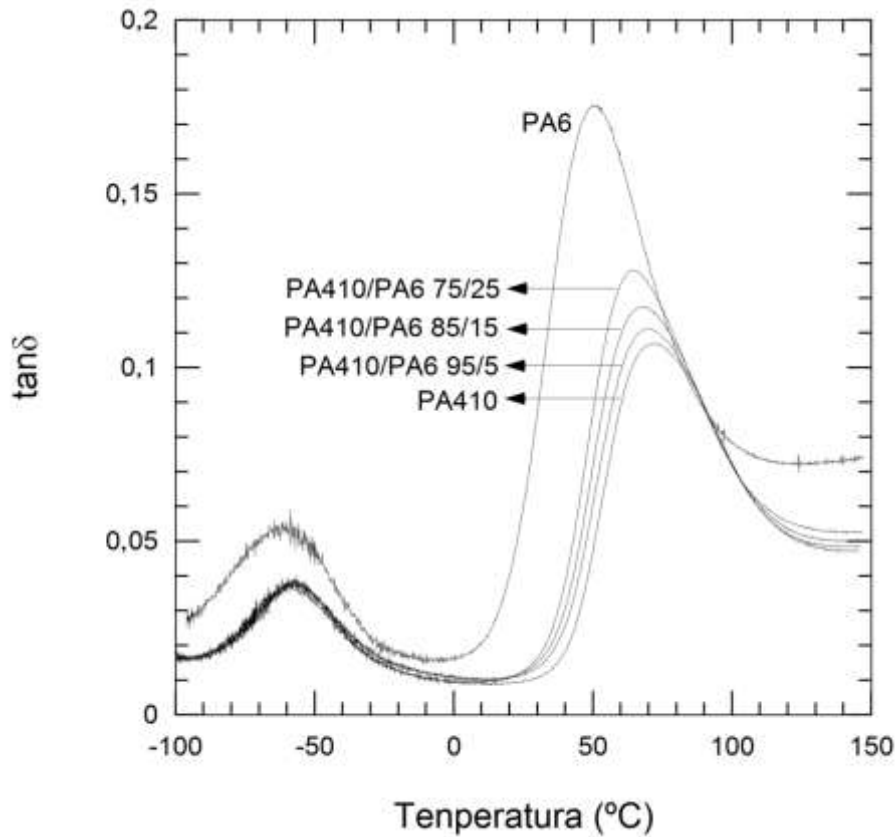 0,2
PA6
0,15
PA410/PA6 75/25
PA410/PA6 85/15
PA410/PA6 95/5
0,1
PA410
tanδ
0,05
0
-100 -50 0 50 100 150
Tenperatura (ºC)